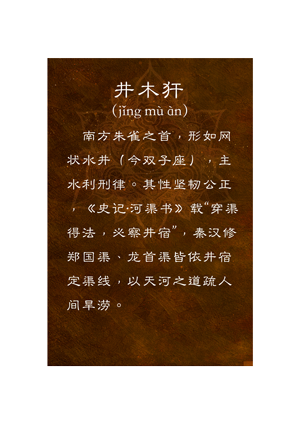 井木犴
（jǐng mù àn）
南方朱雀之首，形如网
状水井（今双子座），主
水利刑律。其性坚韧公正
，《史记·河渠书》载“穿渠
得法，必察井宿”，秦汉修
郑国渠、龙首渠皆依井宿
定渠线，以天河之道疏人
间旱涝。